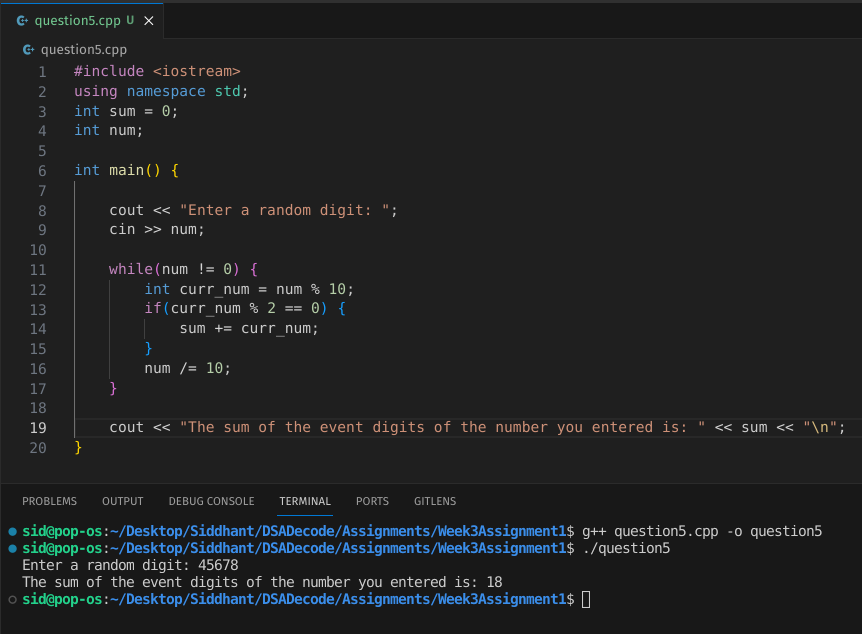 question5.cpp U
question5.cpp
1 #include <iostream>
2 using namespace std;
3 int sum = 0;
4 int num;
5
6 int main() {
7
8     cout << "Enter a random digit: ";
9     cin >> num;
10
11     while(num != 0) {
12         int curr_num = num % 10;
13         if(curr_num % 2 == 0) {
14             sum += curr_num;
15         }
16         num /= 10;
17     }
18
19     cout << "The sum of the event digits of the number you entered is: " << sum << "\n";
20 }
PROBLEMS OUTPUT DEBUG CONSOLE TERMINAL PORTS GITLENS
sid@pop-os:~/Desktop/Siddhant/DSADecode/Assignments/Week3Assignment1$ g++ question5.cpp -o question5
sid@pop-os:~/Desktop/Siddhant/DSADecode/Assignments/Week3Assignment1$ ./question5
Enter a random digit: 45678
The sum of the event digits of the number you entered is: 18
sid@pop-os:~/Desktop/Siddhant/DSADecode/Assignments/Week3Assignment1$